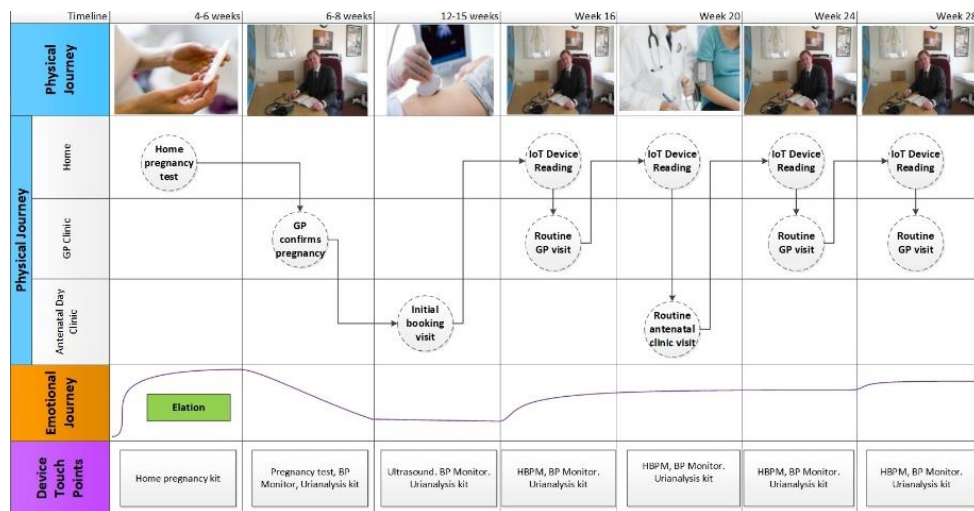 Timeline
4-6 weeks
6-8 weeks
12-15 weeks
Week 16
Week 20
Week 24
Week 28
Physical
Journey
Physical Journey
Home
GP Clinic
Antenatal Day
Clinic
Home
pregnancy
test
GP
confirms
pregnancy
Initial
booking
visit
IoT Device
Reading
Routine
GP visit
IoT Device
Reading
Routine
antenatal
clinic visit
IoT Device
Reading
Routine
GP visit
IoT Device
Reading
Routine
GP visit
Emotional
Journey
Elation
Device
Touch
Points
Home pregnancy kit
Pregnancy test, BP
Monitor, Urianalysis kit
Ultrasound. BP Monitor.
Urianalysis kit
HBPM, BP Monitor.
Urianalysis kit
HBPM, BP Monitor.
Urianalysis kit
HBPM, BP Monitor.
Urianalysis kit
HBPM, BP Monitor.
Urianalysis kit